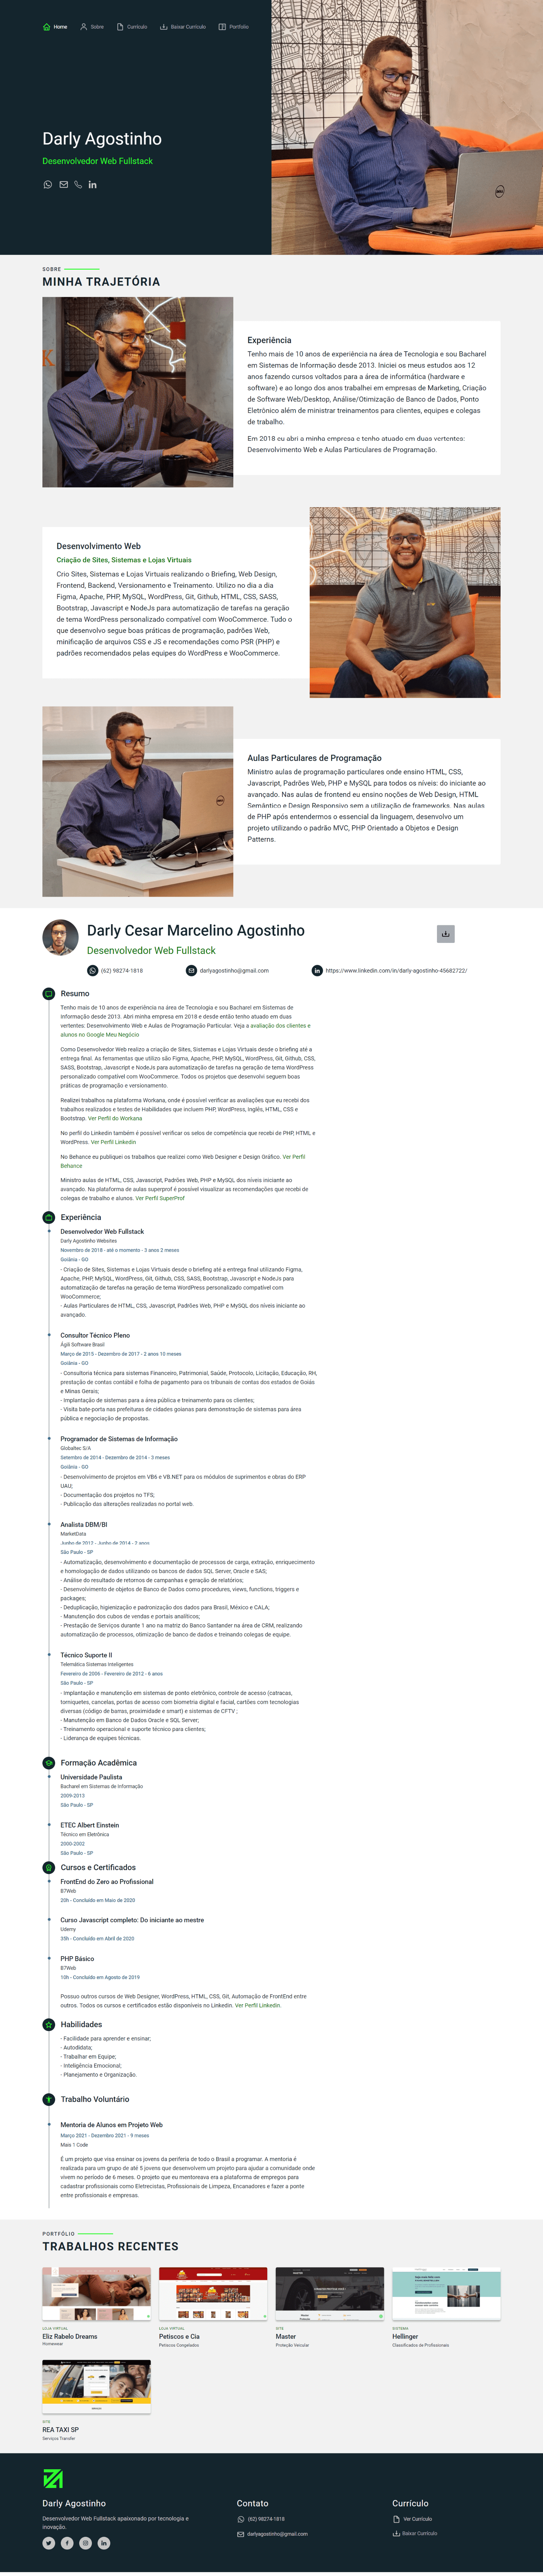 Home
Sobre
Currículo
Baixar Currículo
Portfolio
Darly Agostinho
Desenvolvedor Web Fullstack
SOBRE
MINHA TRAJETÓRIA
Experiência
Tenho mais de 10 anos de experiência na área de Tecnologia e sou Bacharel
em Sistemas de Informação desde 2013. Iniciei os meus estudos aos 12
anos fazendo cursos voltados para a área de informática (hardware e
software) e ao longo dos anos trabalhei em empresas de Marketing, Criação
de Software Web/Desktop, Análise/Otimização de Banco de Dados, Ponto
Eletrônico além de ministrar treinamentos para clientes, equipes e colegas
de trabalho.
Em 2018 eu abri a minha empresa e tenho atuado em duas vertentes:
Desenvolvimento Web e Aulas Particulares de Programação.
Desenvolvimento Web
Criação de Sites, Sistemas e Lojas Virtuais
Crio Sites, Sistemas e Lojas Virtuais realizando o Briefing, Web Design,
Frontend, Backend, Versionamento e Treinamento. Utilizo no dia a dia
Figma, Apache, PHP, MySQL, WordPress, Git, Github, HTML, CSS, SASS,
Bootstrap, Javascript e NodeJs para automatização de tarefas na geração
de tema WordPress personalizado compatível com WooCommerce. Tudo o
que desenvolvo segue boas práticas de programação, padrões Web,
minificação de arquivos CSS e JS e recomendações como PSR (PHP) e
padrões recomendados pelas equipes do WordPress e WooCommerce.
Aulas Particulares de Programação
Ministro aulas de programação particulares onde ensino HTML, CSS,
Javascript, Padrões Web, PHP e MySQL para todos os níveis: do iniciante ao
avançado. Nas aulas de frontend eu ensino noções de Web Design, HTML
Semântico e Design Responsivo sem a utilização de frameworks. Nas aulas
de PHP após entendermos o essencial da linguagem, desenvolvo um
projeto utilizando o padrão MVC, PHP Orientado a Objetos e Design
Patterns.
Darly Cesar Marcelino Agostinho
Desenvolvedor Web Fullstack
(62) 98274-1818
darlyagostinho@gmail.com
https://www.linkedin.com/in/darly-agostinho-45682722/
Resumo
Tenho mais de 10 anos de experiência na área de Tecnologia e sou Bacharel em Sistemas de
Informação desde 2013. Abri minha empresa em 2018 e desde então tenho atuado em duas
vertentes: Desenvolvimento Web e Aulas de Programação Particular. Veja a avaliação dos clientes e
alunos no Google Meu Negócio
Como Desenvolvedor Web realizo a criação de Sites, Sistemas e Lojas Virtuais desde o briefing até a
entrega final. As ferramentas que utilizo são Figma, Apache, PHP, MySQL, WordPress, Git, Github, CSS,
SASS, Bootstrap, Javascript e NodeJs para automatização de tarefas na geração de tema WordPress
personalizado compatível com WooCommerce. Todos os projetos que desenvolvi seguem boas
práticas de programação e versionamento.
Realizei trabalhos na plataforma Workana, onde é possível verificar as avaliações que eu recebi dos
trabalhos realizados e testes de Habilidades que incluem PHP, WordPress, Inglês, HTML, CSS e
Bootstrap. Ver Perfil do Workana
No perfil do Linkedin também é possível verificar os selos de competência que recebi de PHP, HTML e
WordPress. Ver Perfil Linkedin
No Behance eu publiquei os trabalhos que realizei como Web Designer e Design Gráfico. Ver Perfil
Behance
Ministro aulas de HTML, CSS, Javascript, Padrões Web, PHP e MySQL dos níveis iniciante ao
avançado. Na plataforma de aulas superprof é possível visualizar as recomendações que recebi de
colegas de trabalho e alunos. Ver Perfil SuperProf
Experiência
Desenvolvedor Web Fullstack
Darly Agostinho Websites
Novembro de 2018 - até o momento - 3 anos 2 meses
Goiânia - GO
- Criação de Sites, Sistemas e Lojas Virtuais desde o briefing até a entrega final utilizando Figma,
Apache, PHP, MySQL, WordPress, Git, Github, CSS, SASS, Bootstrap, Javascript e NodeJs para
automatização de tarefas na geração de tema WordPress personalizado compatível com
WooCommerce;
- Aulas Particulares de HTML, CSS, Javascript, Padrões Web, PHP e MySQL dos níveis iniciante ao
avançado.
Consultor Técnico Pleno
Ágili Software Brasil
Março de 2015 - Dezembro de 2017 - 2 anos 10 meses
Goiânia - GO
- Consultoria técnica para sistemas Financeiro, Patrimonial, Saúde, Protocolo, Licitação, Educação, RH,
prestação de contas contábil e folha de pagamento para os tribunais de contas dos estados de Goiás
e Minas Gerais;
- Implantação de sistemas para a área pública e treinamento para os clientes;
- Visita bate-porta nas prefeituras de cidades goianas para demonstração de sistemas para área
pública e negociação de propostas.
Programador de Sistemas de Informação
Globaltec S/A
Setembro de 2014 - Dezembro de 2014 - 3 meses
Goiânia - GO
- Desenvolvimento de projetos em VB6 e VB.NET para os módulos de suprimentos e obras do ERP
UAU;
- Documentação dos projetos no TFS;
- Publicação das alterações realizadas no portal web.
Analista DBM/BI
MarketData
Junho de 2012 - Junho de 2014 - 2 anos
São Paulo - SP
- Automatização, desenvolvimento e documentação de processos de carga, extração, enriquecimento
e homologação de dados utilizando os bancos de dados SQL Server, Oracle e SAS;
- Análise do resultado de retornos de campanhas e geração de relatórios;
- Desenvolvimento de objetos de Banco de Dados como procedures, views, functions, triggers e
packages;
- Deduplicação, higienização e padronização dos dados para Brasil, México e CALA;
- Manutenção dos cubos de vendas e portais analíticos;
- Prestação de Serviços durante 1 ano na matriz do Banco Santander na área de CRM, realizando
automatização de processos, otimização de banco de dados e treinando colegas de equipe.
Técnico Suporte II
Telemática Sistemas Inteligentes
Fevereiro de 2006 - Fevereiro de 2012 - 6 anos
São Paulo - SP
- Implantação e manutenção em sistemas de ponto eletrônico, controle de acesso (catracas,
torniquetes, cancelas, portas de acesso com biometria digital e facial, cartões com tecnologias
diversas (código de barras, proximidade e smart) e sistemas de CFTV ;
- Manutenção em Banco de Dados Oracle e SQL Server;
- Treinamento operacional e suporte técnico para clientes;
- Liderança de equipes técnicas.
Formação Acadêmica
Universidade Paulista
Bacharel em Sistemas de Informação
2009-2013
São Paulo - SP
ETEC Albert Einstein
Técnico em Eletrônica
2000-2002
São Paulo - SP
Cursos e Certificados
FrontEnd do Zero ao Profissional
B7Web
20h - Concluído em Maio de 2020
Curso Javascript completo: Do iniciante ao mestre
Udemy
35h - Concluído em Abril de 2020
PHP Básico
B7Web
10h - Concluído em Agosto de 2019
Possuo outros cursos de Web Designer, WordPress, HTML, CSS, Git, Automação de FrontEnd entre
outros. Todos os cursos e certificados estão disponíveis no Linkedin. Ver Perfil Linkedin.
Habilidades
- Facilidade para aprender e ensinar;
- Autodidata;
- Trabalhar em Equipe;
- Inteligência Emocional;
- Planejamento e Organização.
Trabalho Voluntário
Mentoria de Alunos em Projeto Web
Março 2021 - Dezembro 2021 - 9 meses
Mais 1 Code
É um projeto que visa ensinar os jovens da periferia de todo o Brasil a programar. A mentoria é
realizada para um grupo de até 5 jovens que desenvolvem um projeto para ajudar a comunidade onde
vivem no período de 6 meses. O projeto que eu mentoreava era a plataforma de empregos para
cadastrar profissionais como Eletrecistas, Profissionais de Limpeza, Encanadores e fazer a ponte
entre profissionais e empresas.
PORTFÓLIO
TRABALHOS RECENTES
LOJA VIRTUAL
Eliz Rabelo Dreams
Homewear
LOJA VIRTUAL
Petiscos e Cia
Petiscos Congelados
SITE
Master
Proteção Veicular
SISTEMA
Hellinger
Classificados de Profissionais
SITE
REA TAXI SP
Serviços Transfer
Darly Agostinho
Desenvolvedor Web Fullstack apaixonado por tecnologia e
inovação.
Contato
(62) 98274-1818
darlyagostinho@gmail.com
Currículo
Ver Currículo
Baixar Currículo